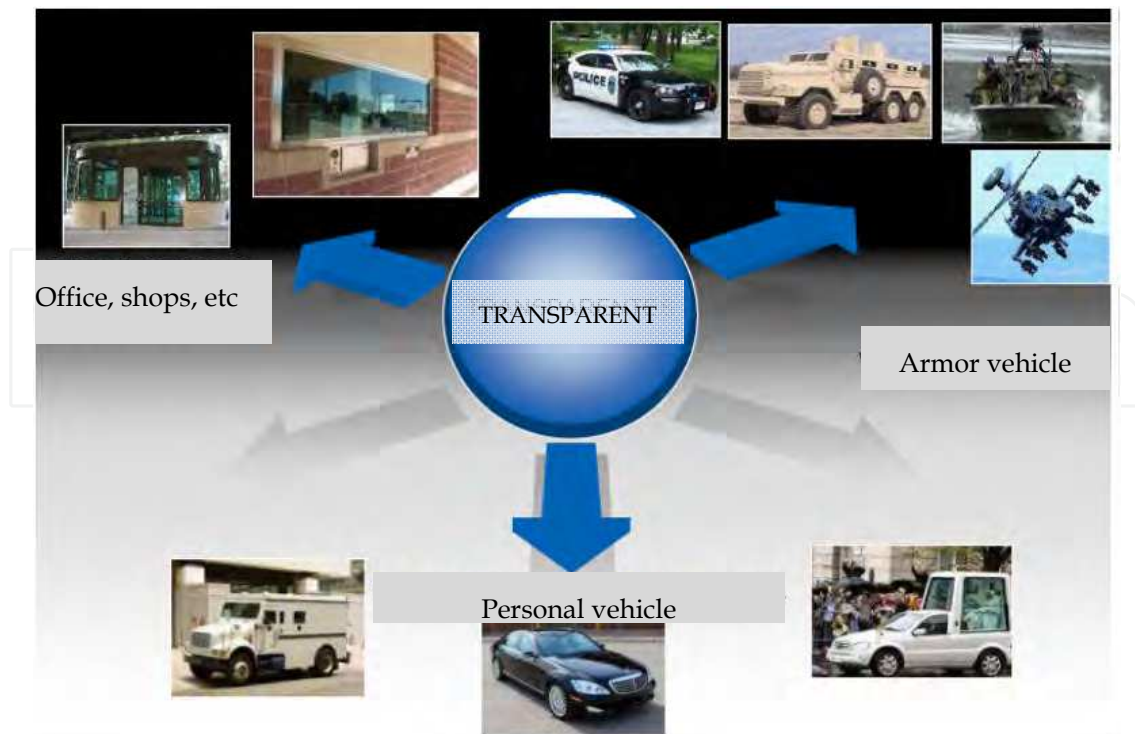 POLICE
Office, shops, etc
TRANSPARENT
Armor vehicle
Personal vehicle